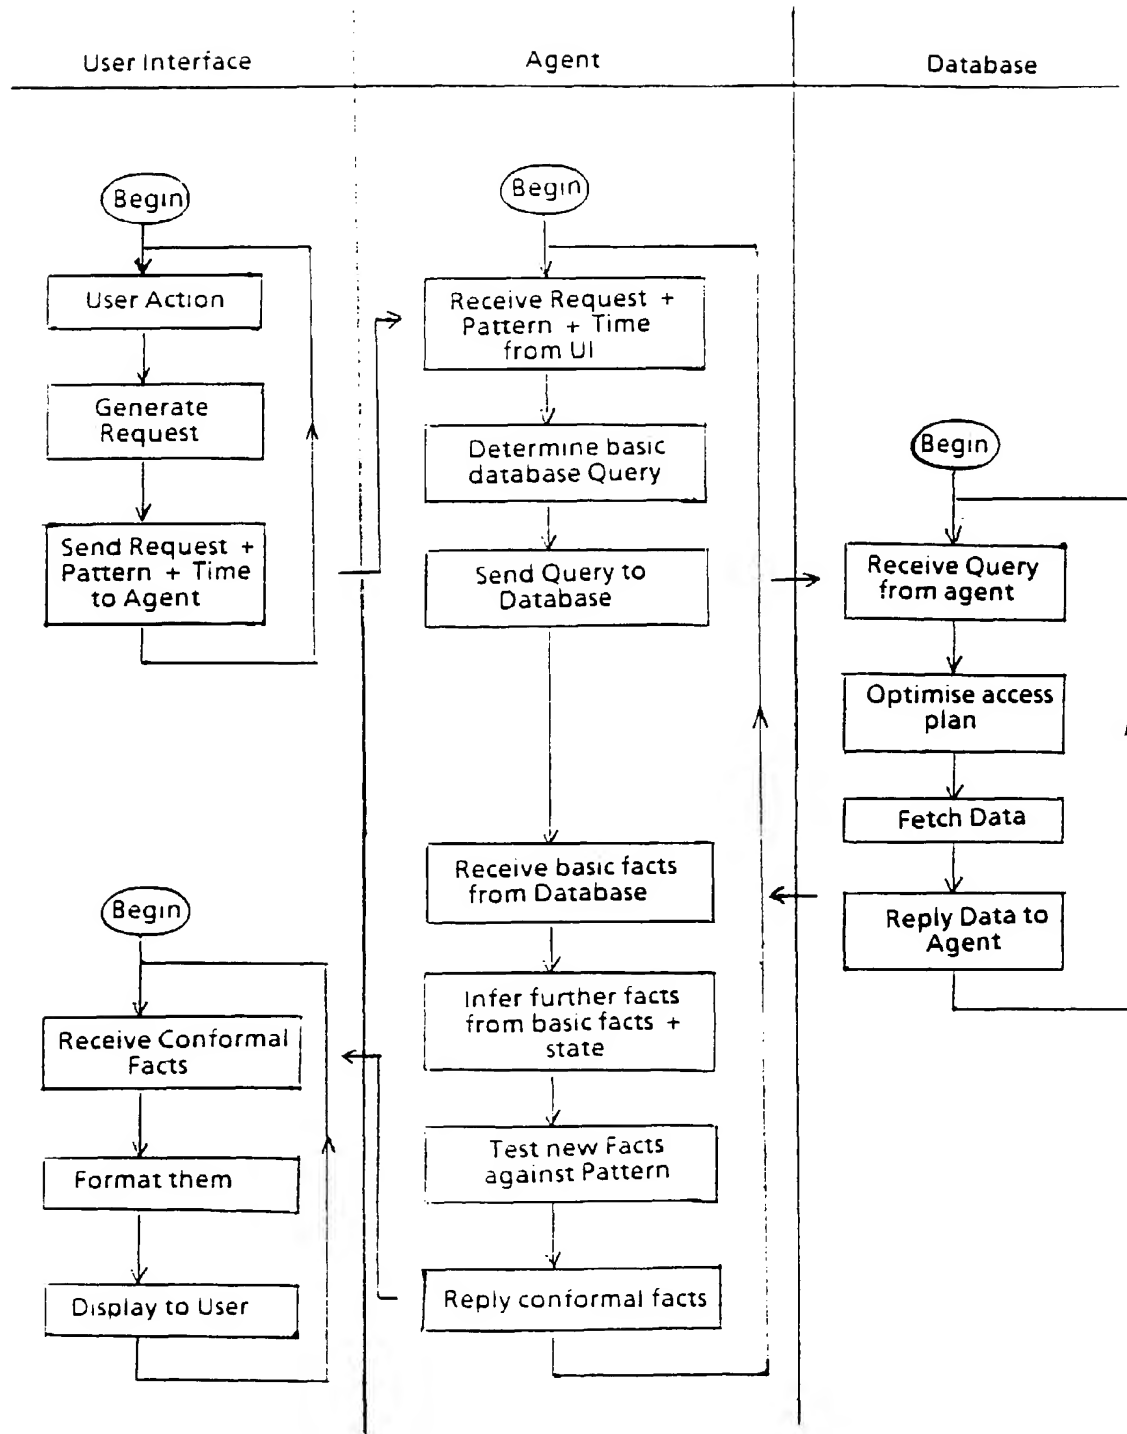 User Interface
Agent
Database
Begin
User Action
Generate
Request
Send Request +
Pattern + Time
to Agent
Begin
Receive Conformal
Facts
Format them
Display to User
Begin
Receive Request +
Pattern + Time
from UI
Determine basic
database Query
Send Query to
Database
Receive basic facts
from Database
Infer further facts
from basic facts +
state
Test new Facts
against Pattern
Reply conformal facts
Begin
Receive Query
from agent
Optimise access
plan
Fetch Data
Reply Data to
Agent